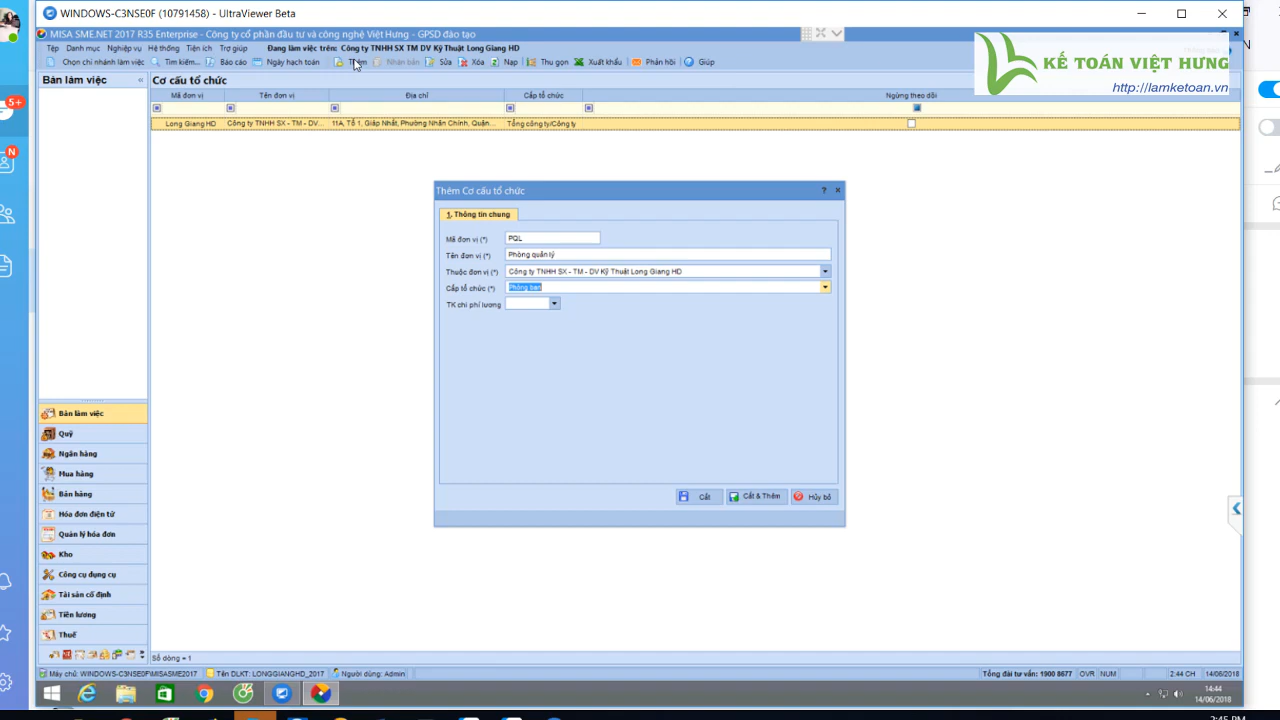 WINDOWS-C3NSE0F (10791458) - UltraViewer Beta
MISA SME.NET 2017 R35 Enterprise - Công ty cổ phần đầu tư và công nghệ Việt Hưng - GPSD đào tạo
Tệp Danh mục Nghiệp vụ Hệ thống Tiện ích Trợ giúp Đang làm việc trên: Công ty TNHH SX TM DV Kỹ Thuật Long Giang HD
Chọn chi nhánh làm việc Tìm kiếm... Báo cáo Ngày hạch toán Thêm Nhân bản Sửa Xóa Nạp Thu gọn Xuất khẩu Phản hồi Giúp
KẾ TOÁN VIỆT HƯNG
http://lamketoan.vn
Bàn làm việc «
Cơ cấu tổ chức
Mã đơn vị Tên đơn vị Địa chỉ Cấp tổ chức Ngừng theo dõi
Long Giang HD Công ty TNHH SX - TM - DV... 11A, Tổ 1, Giáp Nhất, Phường Nhân Chính, Quận... Tổng công ty/Công ty
5+
N
Thêm Cơ cấu tổ chức
1. Thông tin chung
Mã đơn vị (*) PQL
Tên đơn vị (*) Phòng quản lý
Thuộc đơn vị (*) Công ty TNHH SX - TM - DV Kỹ Thuật Long Giang HD
Cấp tổ chức (*) Phòng ban
TK chi phí lương
Cất Cất & Thêm Hủy bỏ
Bàn làm việc
Quỹ
Ngân hàng
Mua hàng
Bán hàng
Hóa đơn điện tử
Quản lý hóa đơn
Kho
Công cụ dụng cụ
Tài sản cố định
Tiền lương
Thuế
Số dòng = 1
Máy chủ: WINDOWS-C3NSE0F\MISASME2017 Tên DLKT: LONGGIANGHD_2017 Người dùng: Admin Tổng đài tư vấn: 1900 8677 OVR NUM 2:44 CH 14/06/2018
14:44
14/06/2018